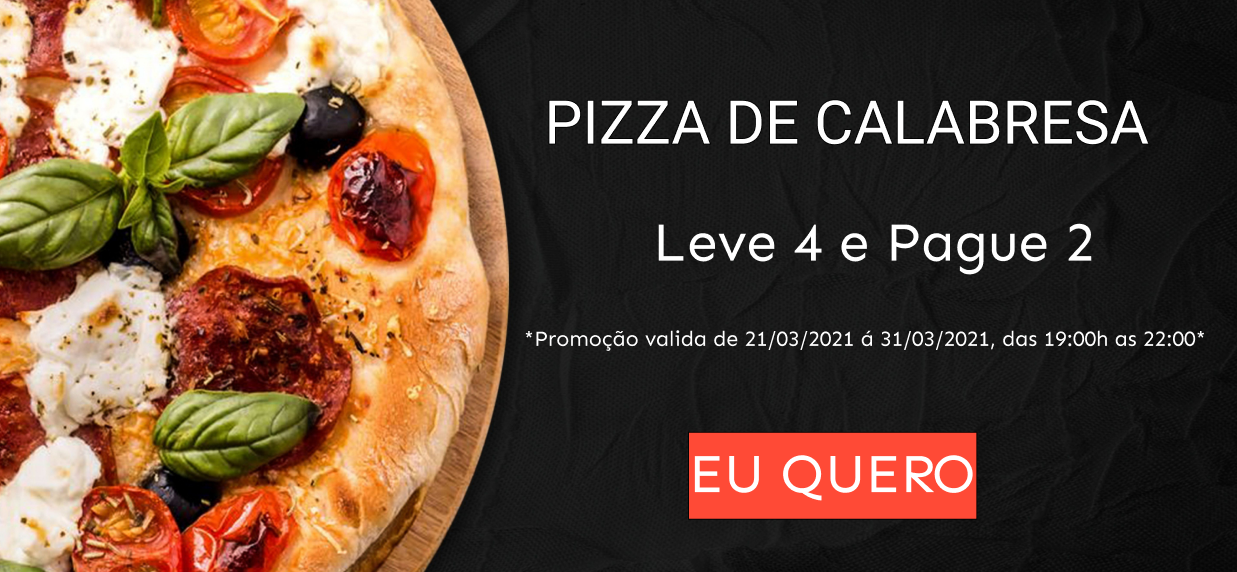 PIZZA DE CALABRESA
Leve 4 e Pague 2
*Promoção valida de 21/03/2021 á 31/03/2021, das 19:00h as 22:00*
EU QUERO